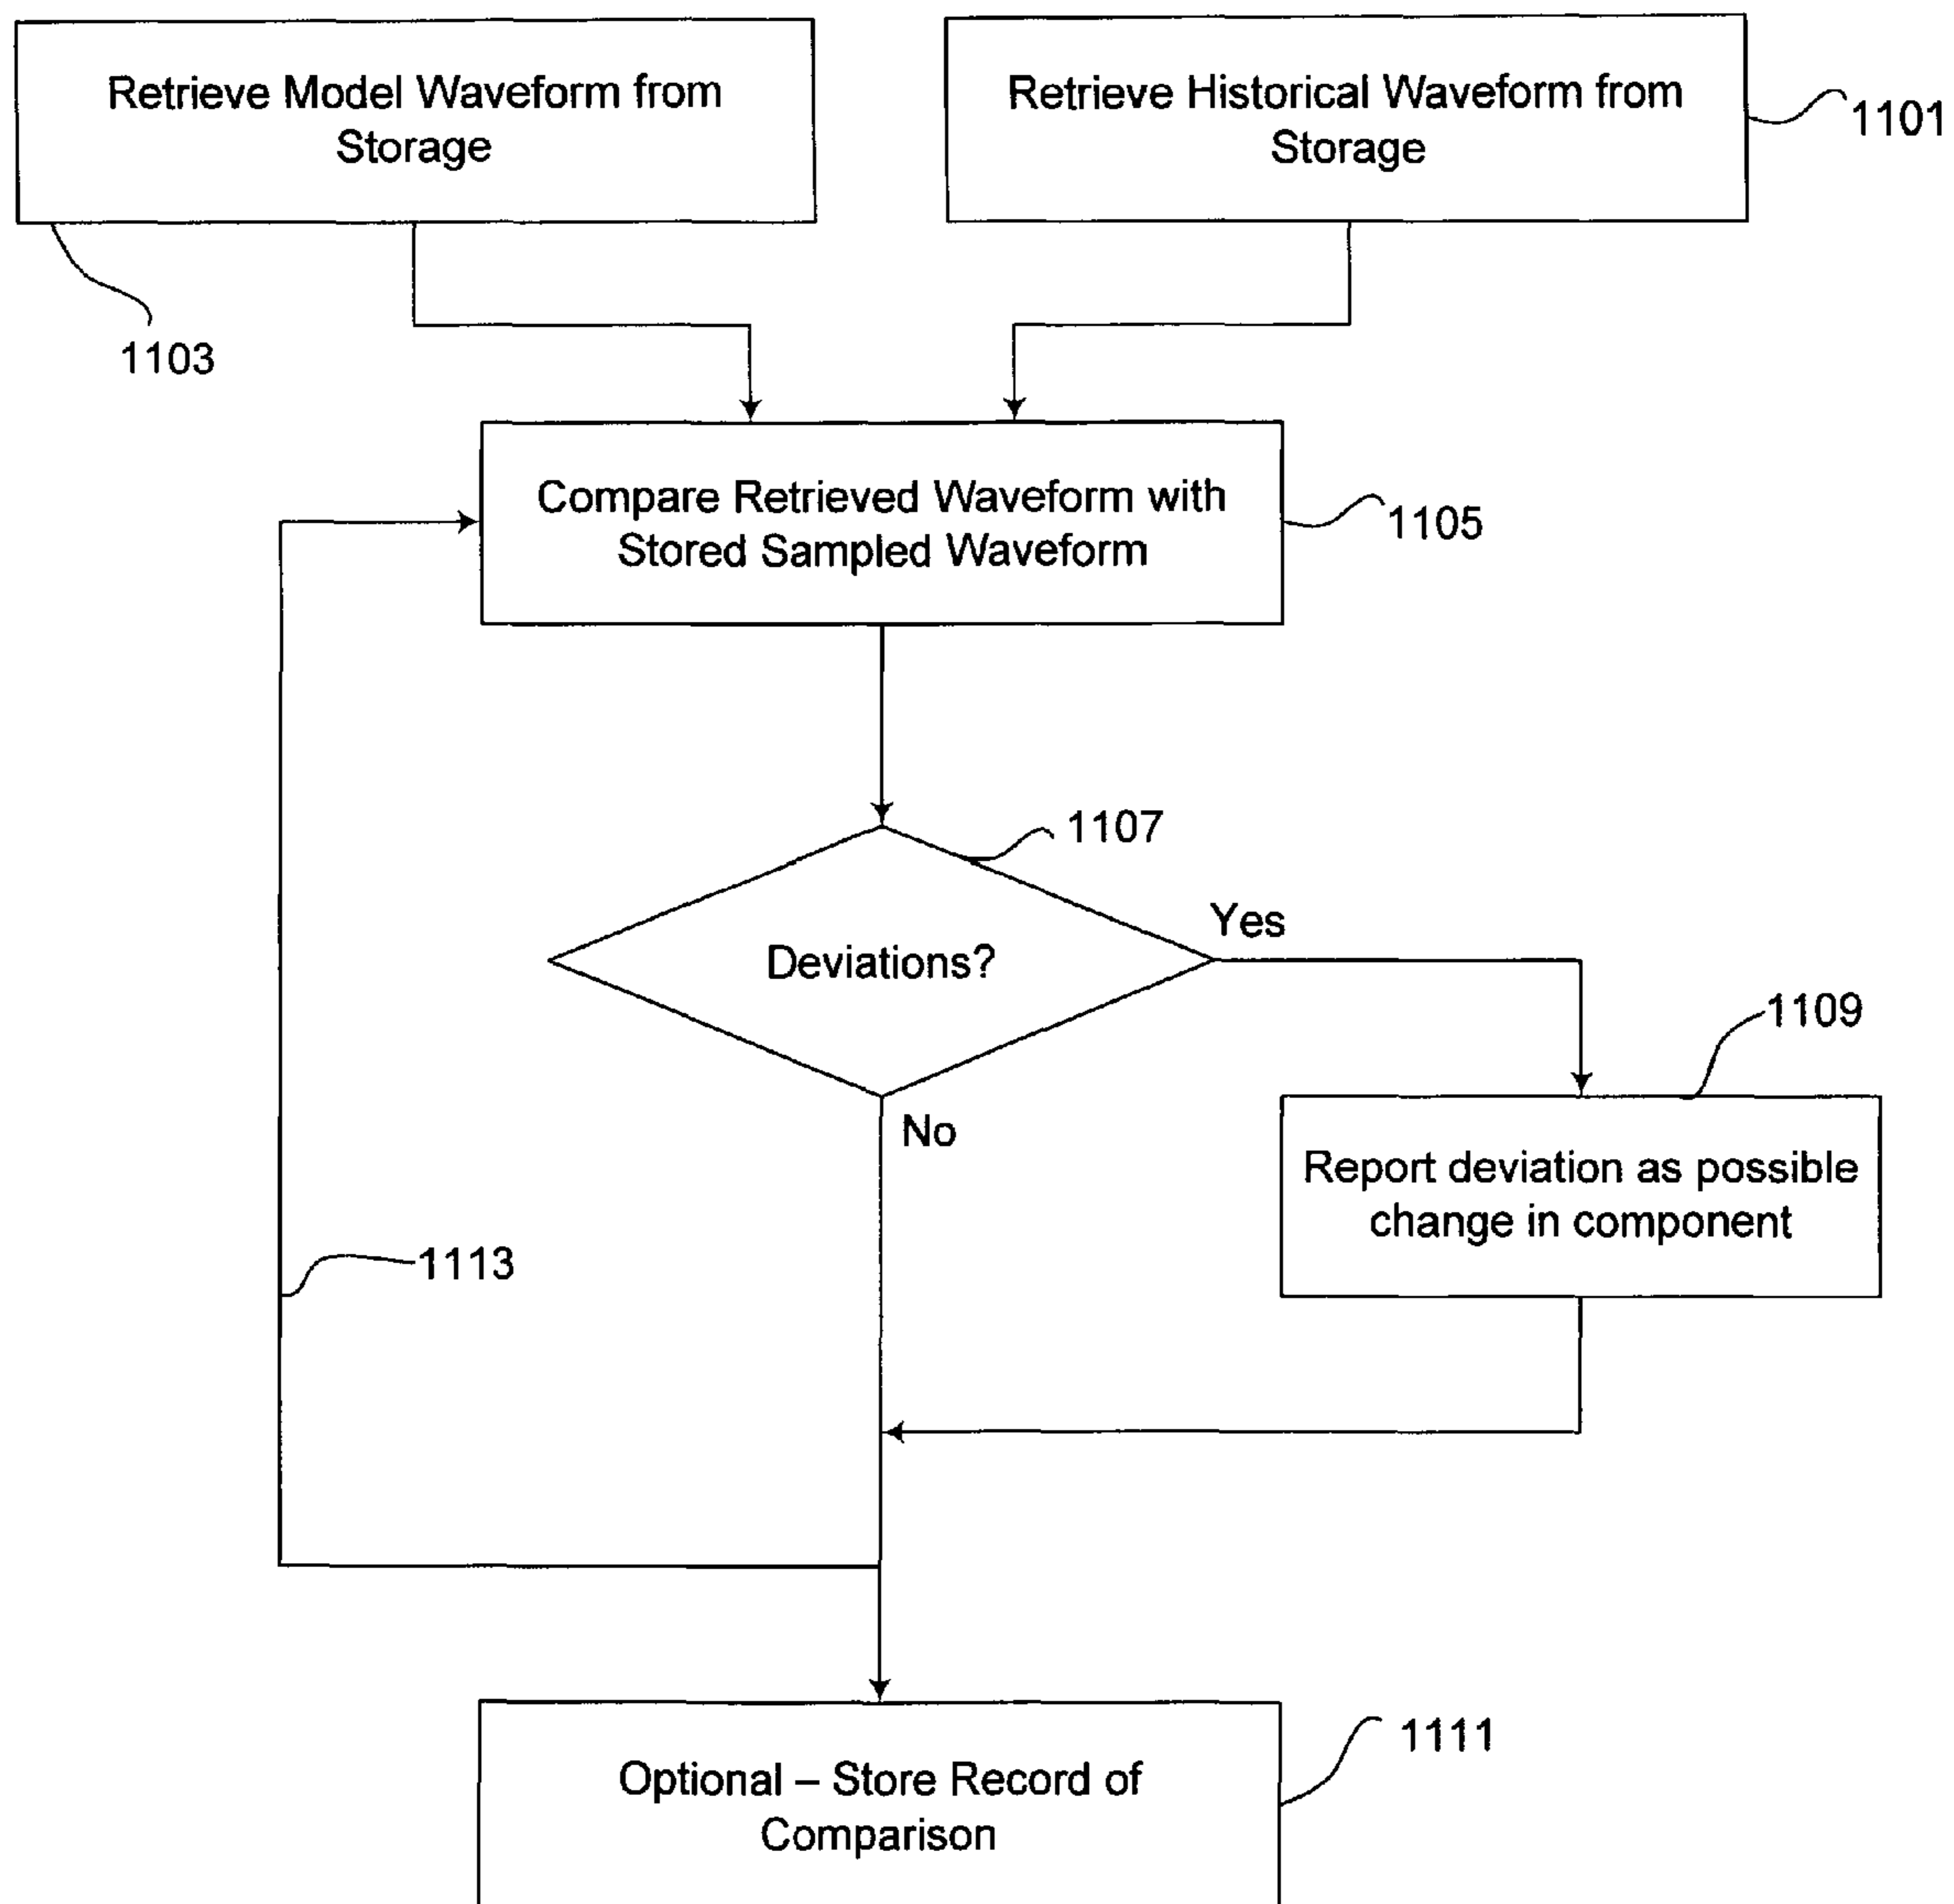 Retrieve Model Waveform from
Storage
Retrieve Historical Waveform from
Storage
1101
1103
Compare Retrieved Waveform with
Stored Sampled Waveform
1105
1107
Deviations?
Yes
No
1109
Report deviation as possible
change in component
1113
1111
Optional – Store Record of
Comparison